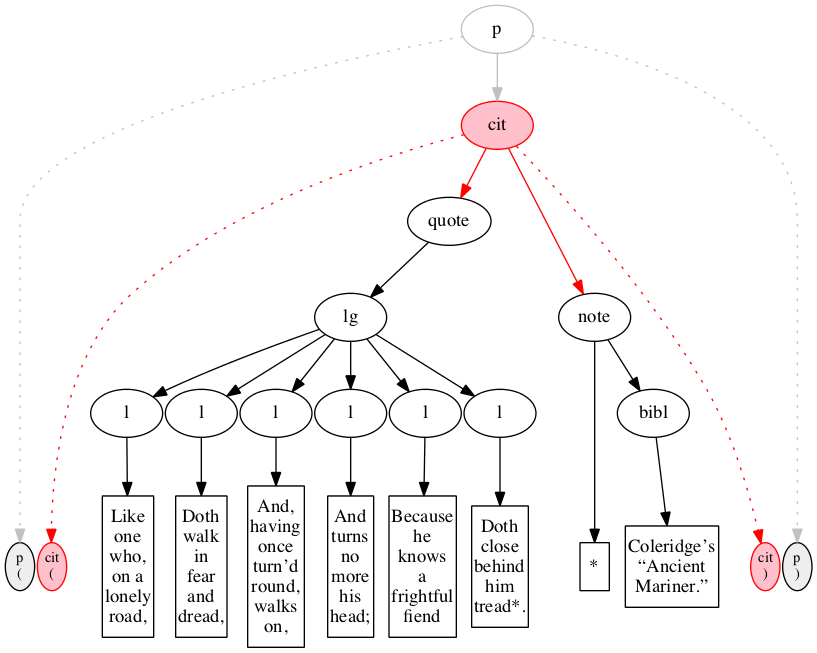 p
cit
quote
lg
note
l
l
l
l
l
l
bibl
p
(
cit
(
Like
one
who,
on a
lonely
road,
Doth
walk
in
fear
and
dread,
And,
having
once
turn’d
round,
walks
on,
And
turns
no
more
his
head;
Because
he
knows
a
frightful
fiend
Doth
close
behind
him
tread*.
*
Coleridge’s
“Ancient
Mariner.”
cit
)
p
)